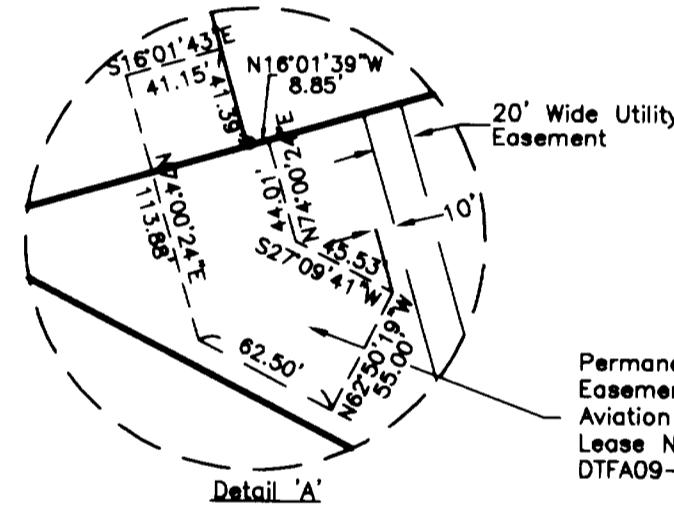 S16°01'43"E
41.15'
41.39'
N16°01'39"W
8.85'
20' Wide Utility
Easement
N74°00'24"E
113.88'
N74°00'24"E
44.01'
10'
45.53'
S27°09'41"W
62.50'
N62°50'19"W
55.00'
Permane
Easemer
Aviation
Lease N
DTFA09-
Detail 'A'